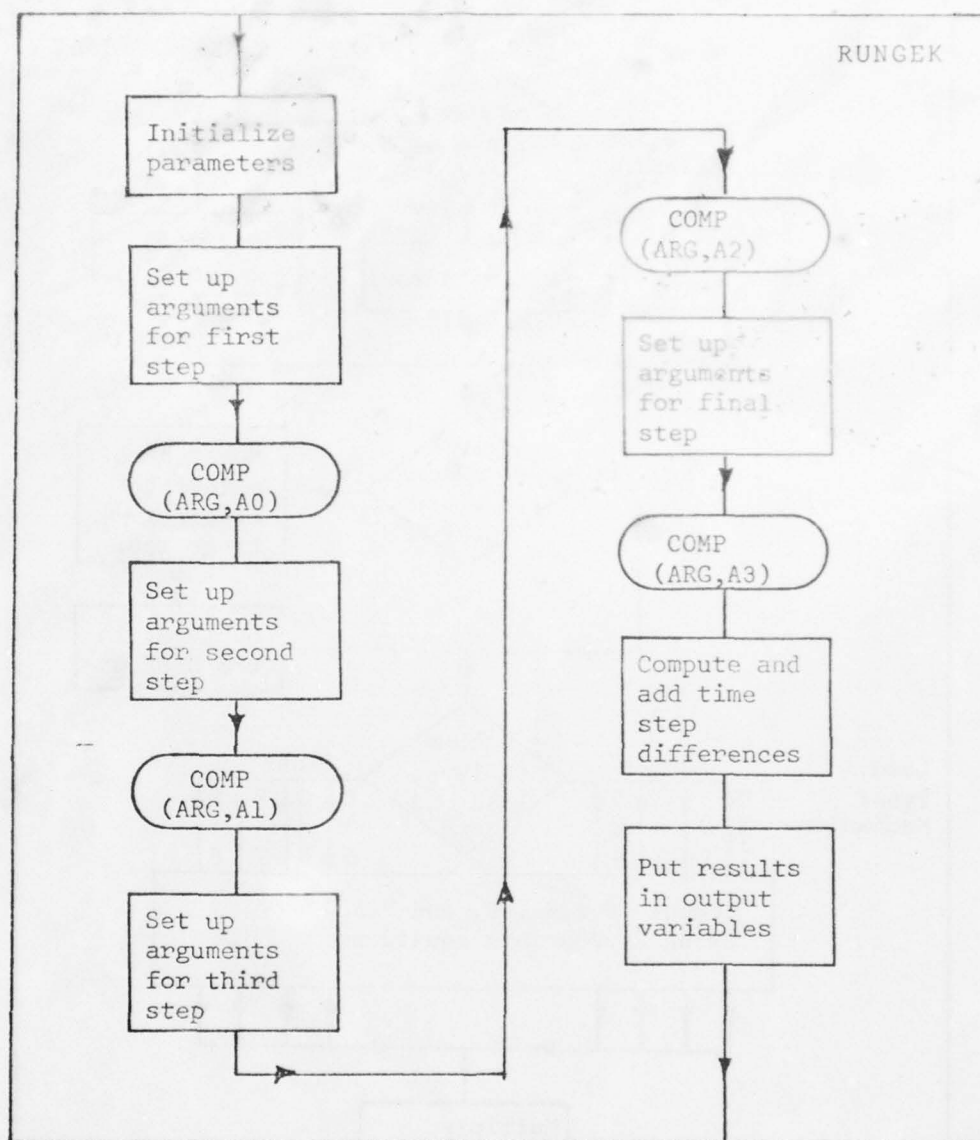 RUNGEK
Initialize
parameters
Set up
arguments
for first
step
COMP
(ARG,A0)
Set up
arguments
for second
step
COMP
(ARG,A1)
Set up
arguments
for third
step
COMP
(ARG,A2)
Set up
arguments
for final
step
COMP
(ARG,A3)
Compute and
add time
step
differences
Put results
in output
variables